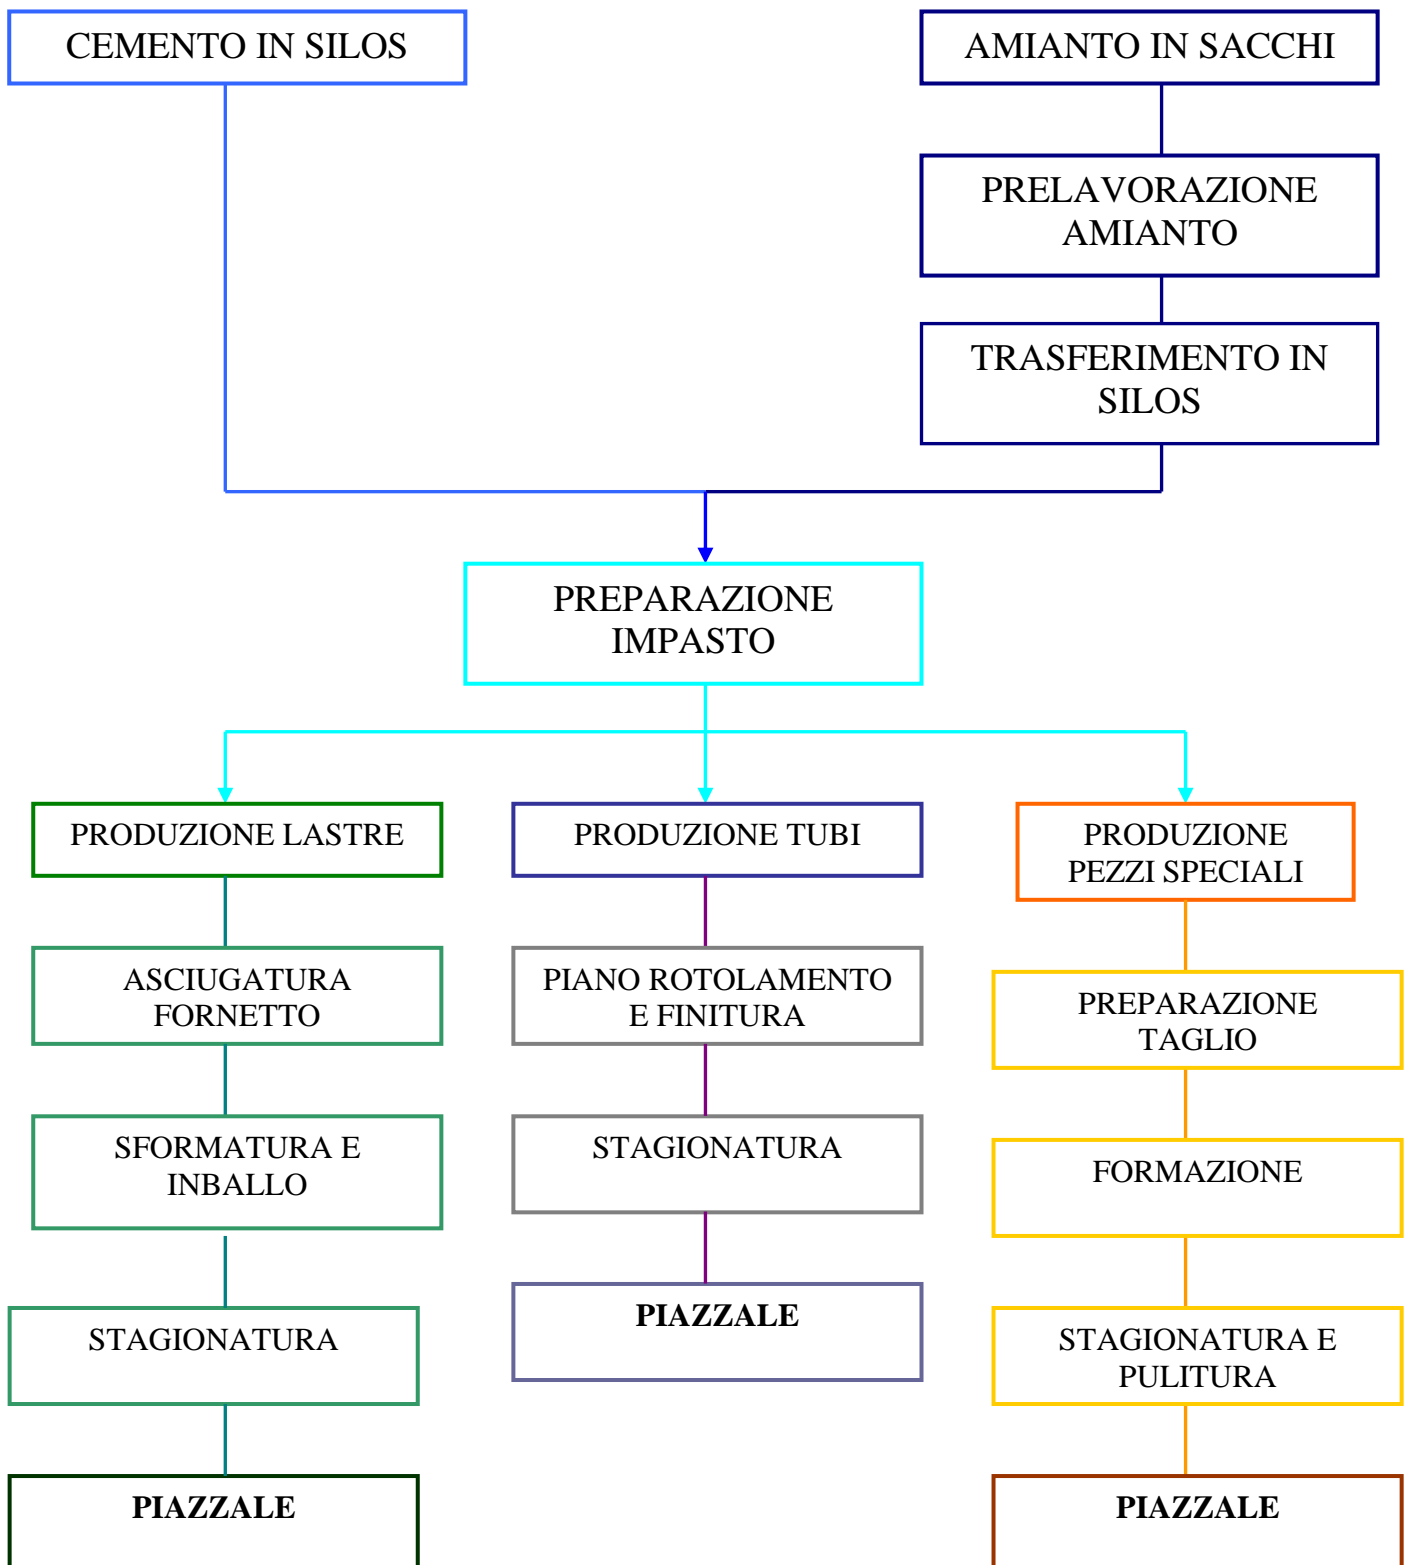 CEMENTO IN SILOS
AMIANTO IN SACCHI
PRELAVORAZIONE
AMIANTO
TRASFERIMENTO IN
SILOS
PREPARAZIONE
IMPASTO
PRODUZIONE LASTRE
PRODUZIONE TUBI
PRODUZIONE
PEZZI SPECIALI
ASCIUGATURA
FORNETTO
PIANO ROTOLAMENTO
E FINITURA
PREPARAZIONE
TAGLIO
SFORMATURA E
INBALLO
STAGIONATURA
FORMAZIONE
STAGIONATURA
PIAZZALE
STAGIONATURA E
PULITURA
PIAZZALE
PIAZZALE